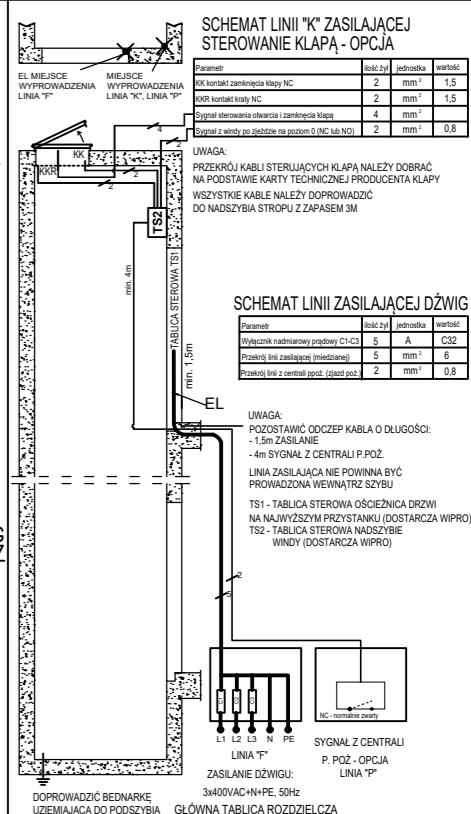 SCHEMAT LINII "K" ZASILAJĄCEJ
STEROWANIE KLAPĄ - OPCJA
EL MIEJSCE
WYPROWADZENIA
LINIA "F"
MIEJSCE
WYPROWADZENIA
LINIA "K", LINIA "P"
Parametr ilość żył jednostka wartość
KK kontakt zamknięcia klapy NC 2 mm² 1,5
KKR kontakt kraty NC 2 mm² 1,5
Sygnał sterowania otwarcia i zamknięcia klapą 4 mm²
Sygnał z windy po zjeździe na poziom 0 (NC lub NO) 2 mm² 0,8
UWAGA:
PRZEKRÓJ KABLI STERUJĄCYCH KLAPĄ NALEŻY DOBRAĆ
NA PODSTAWIE KARTY TECHNICZNEJ PRODUCENTA KLAPY
WSZYSTKIE KABLE NALEŻY DOPROWADZIĆ
DO NADSZYBIA STROPU Z ZAPASEM 3M
4
2
KK
KKR
2
2
TS2
min. 4m
TABLICA STEROWA TS1
min. 1,5m
EL
SCHEMAT LINII ZASILAJĄCEJ DŹWIG
Parametr ilość żył jednostka wartość
Wyłącznik nadmiarowy prądowy C1-C3 5 A C32
Przekrój linii zasilającej (miedzianej) 5 mm² 6
Przekrój linii z centrali ppoż. (zjazd poż.) 2 mm² 0,8
UWAGA:
POZOSTAWIĆ ODCZEP KABLA O DŁUGOŚCI:
- 1,5m ZASILANIE
- 4m SYGNAŁ Z CENTRALI P.POŻ.
LINIA ZASILAJĄCA NIE POWINNA BYĆ
PROWADZONA WEWNĄTRZ SZYBU
TS1 - TABLICA STEROWA OŚCIEŻNICA DRZWI
NA NAJWYŻSZYM PRZYSTANKU (DOSTARCZA WIPRO)
TS2 - TABLICA STEROWA NADSZYBIE
WINDY (DOSTARCZA WIPRO)
2
5
C1 C2 C3
L1 L2 L3 N PE
NC - normalnie zwarty
LINIA "F"
ZASILANIE DŹWIGU:
3x400VAC+N+PE, 50Hz
GŁÓWNA TABLICA ROZDZIELCZA
SYGNAŁ Z CENTRALI
P. POŻ - OPCJA
LINIA "P"
DOPROWADZIĆ BEDNARKĘ
UZIEMIAJĄCĄ DO PODSZYBIA